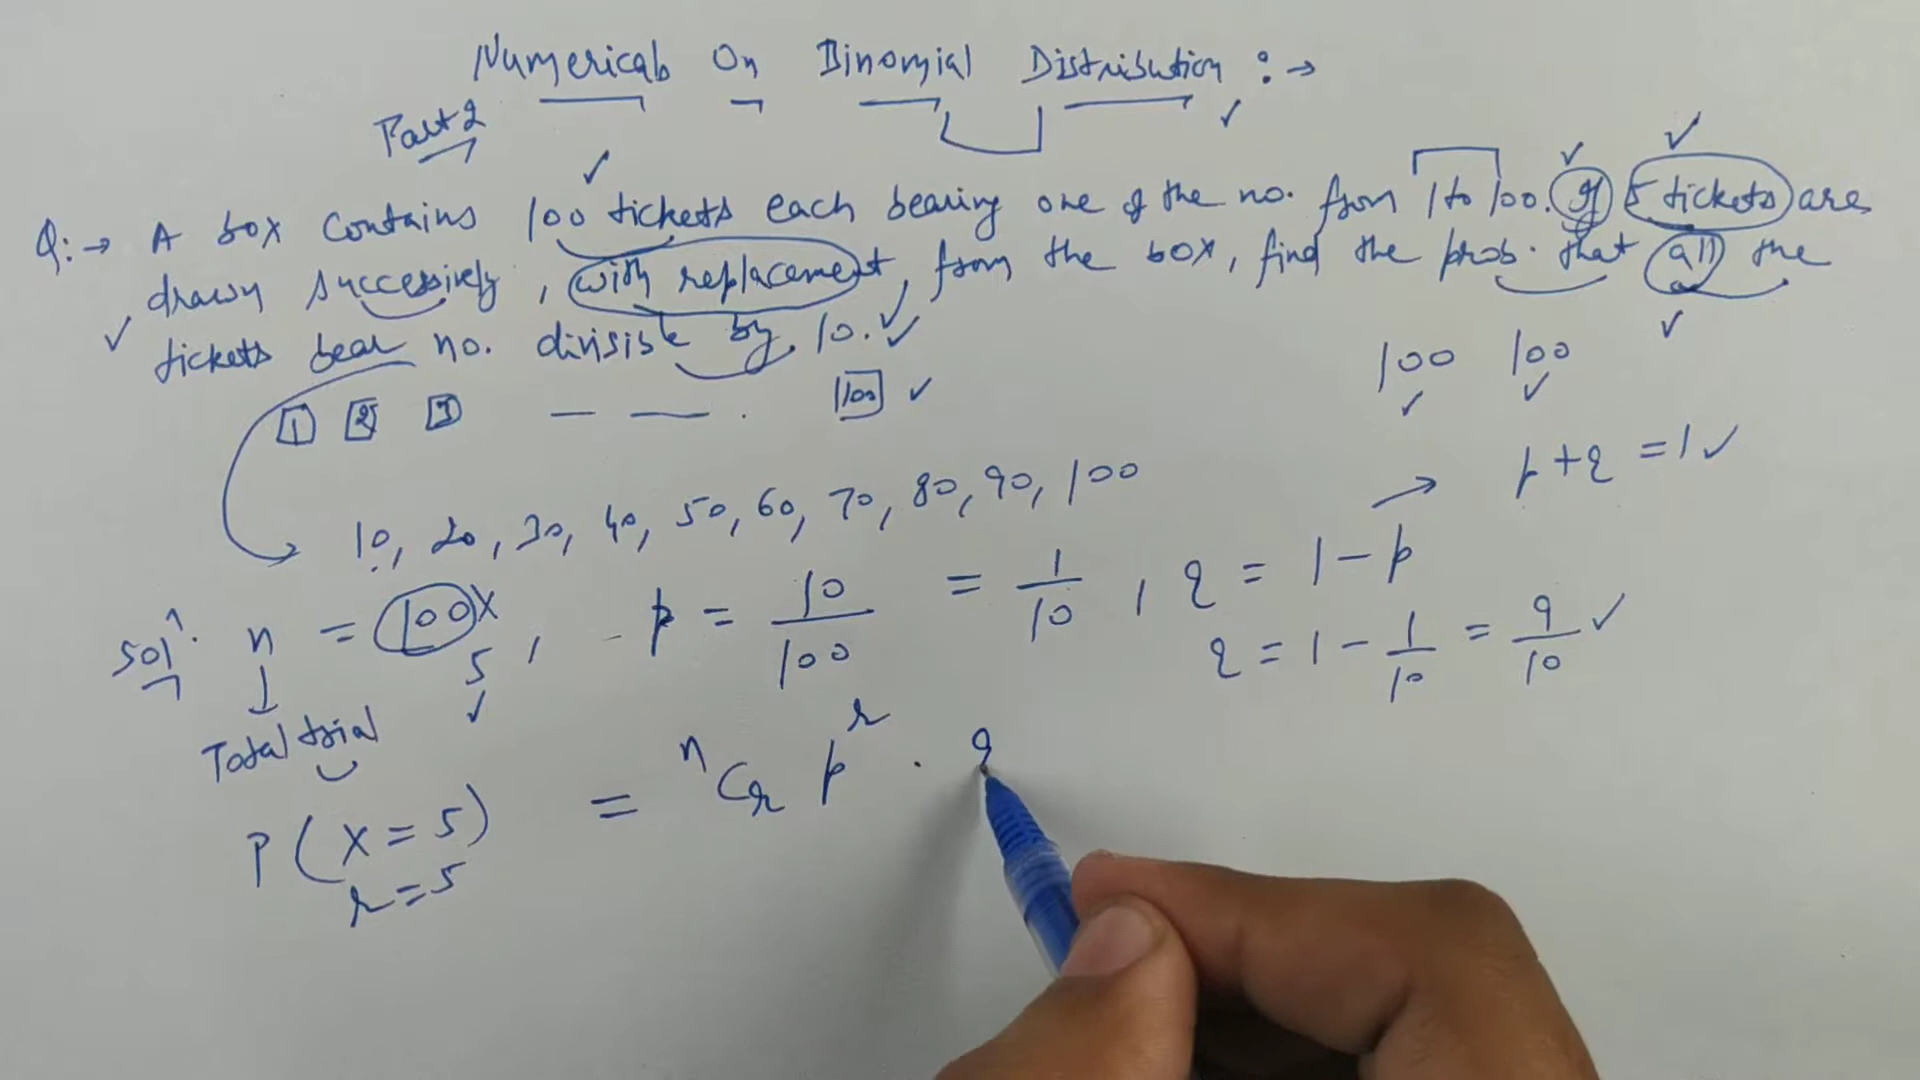 Numericals On Binomial Distribution :→
Part 2
Q:→ A box contains 100 tickets each bearing one of the no. from 1 to 100. If 5 tickets are
drawn successively, with replacement, from the box, find the prob. that all the
tickets bear no. divisible by 10.
100 100
1 2 3 — — . 100
p+q = 1
10, 20, 30, 40, 50, 60, 70, 80, 90, 100
Solⁿ. n = 100 x 5, p = 10/100 = 1/10, q = 1 - p
q = 1 - 1/10 = 9/10
Total trial
P(X=5) = ⁿCᵣ pʳ . q
r=5